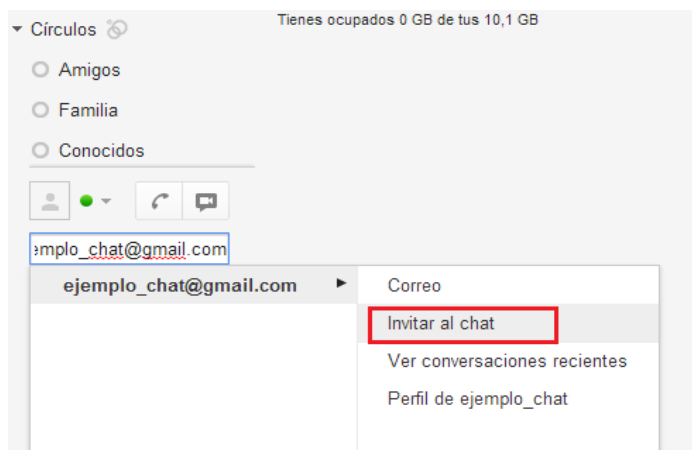 Tienes ocupados 0 GB de tus 10,1 GB
Círculos
Amigos
Familia
Conocidos
emplo_chat@gmail.com
ejemplo_chat@gmail.com
Correo
Invitar al chat
Ver conversaciones recientes
Perfil de ejemplo_chat